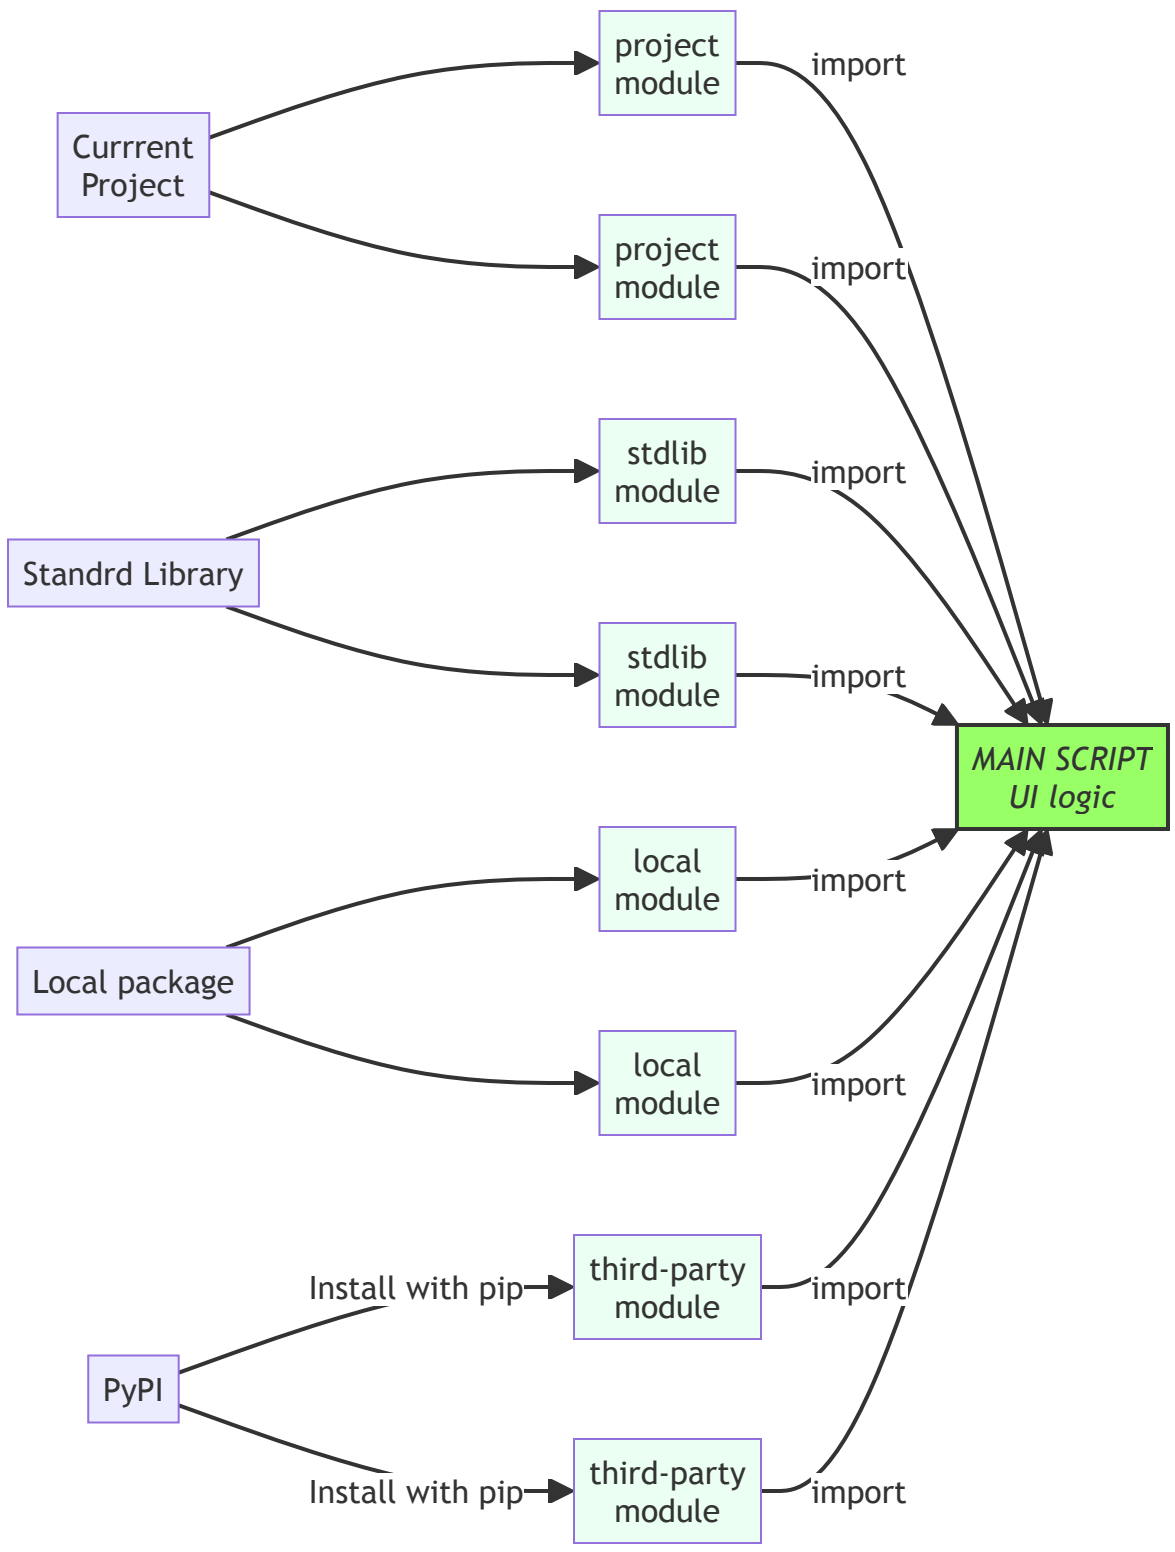 project
module
import
Currrent
Project
project
module
import
stdlib
module
import
Standrd Library
stdlib
module
import
MAIN SCRIPT
UI logic
local
module
import
Local package
local
module
import
third-party
module
Install with pip
import
PyPI
third-party
module
Install with pip
import